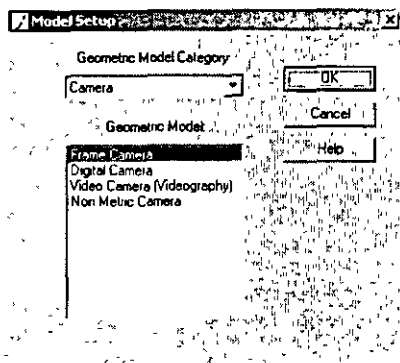 Model Setup
Geometric Model Category
Camera
OK
Cancel
Geometric Model
Help
Frame Camera
Digital Camera
Video Camera (Videography)
Non Metric Camera